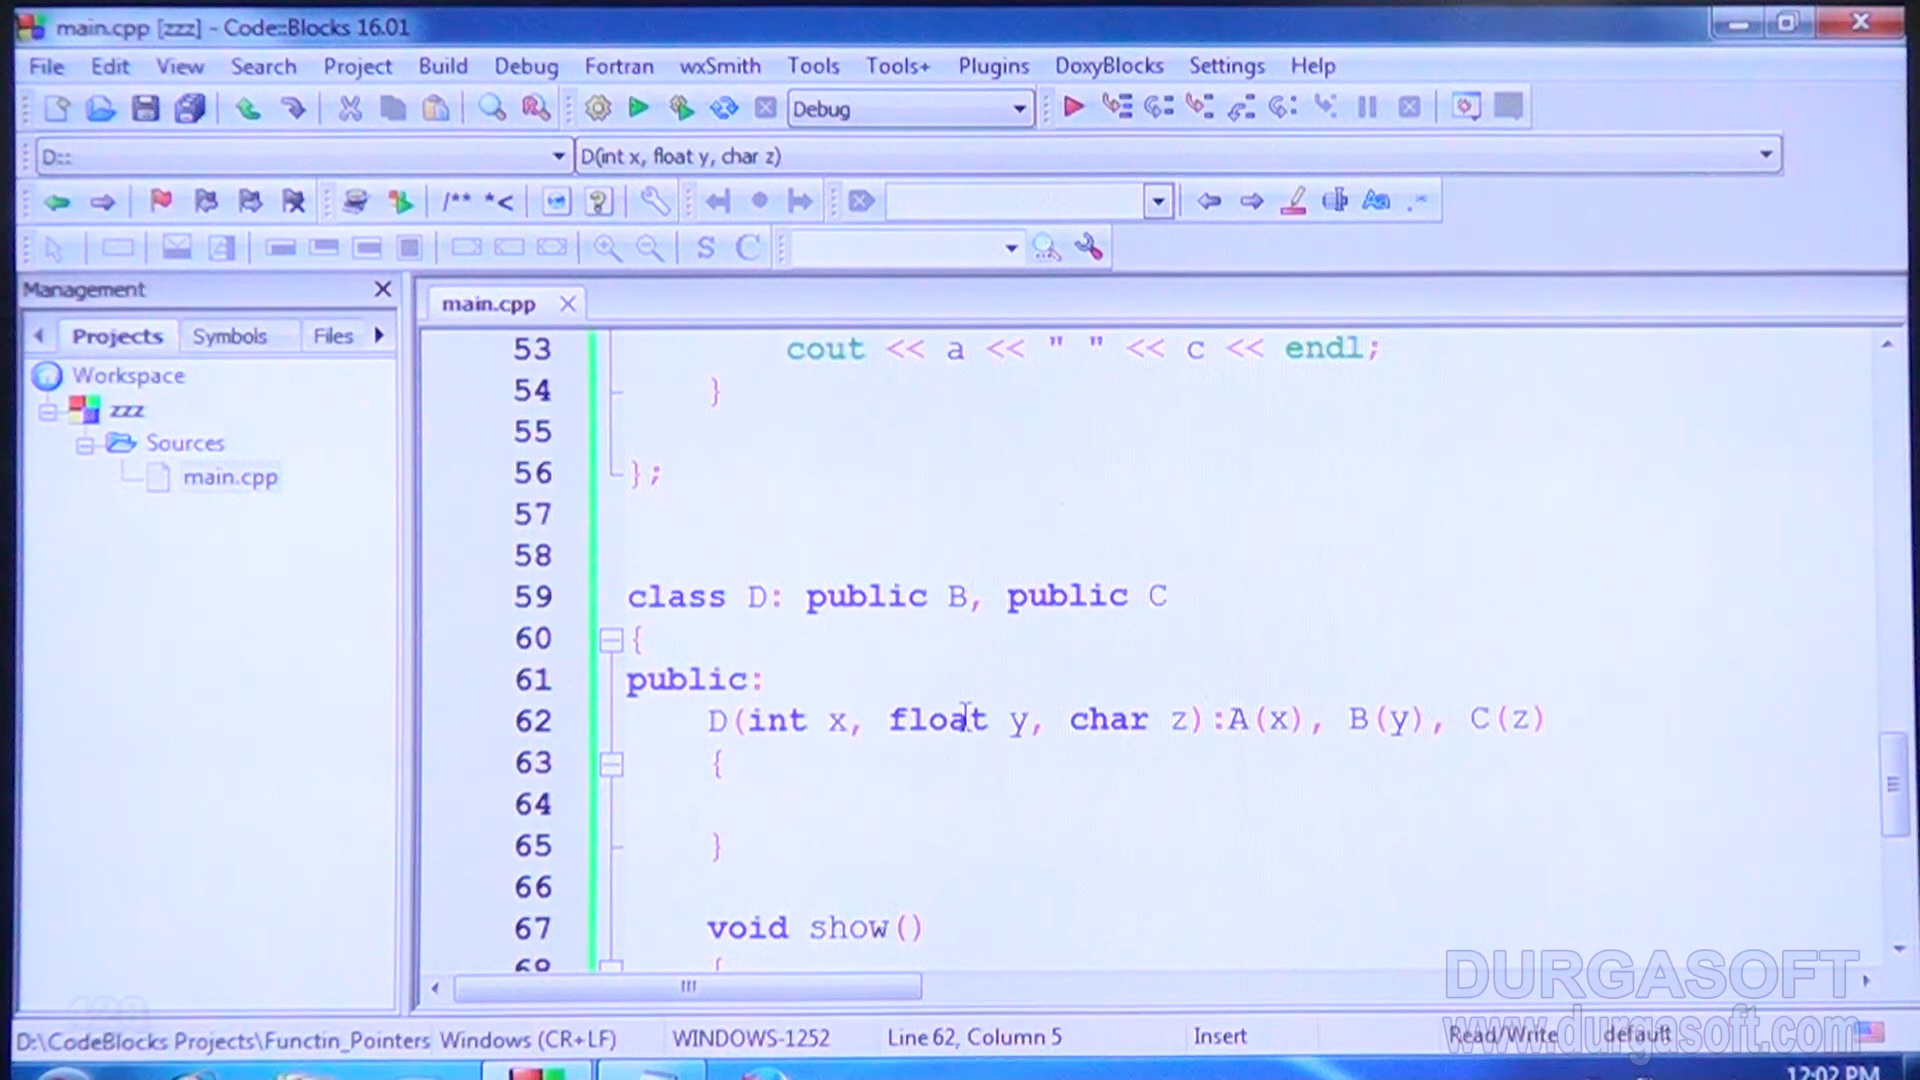 main.cpp [zzz] - Code::Blocks 16.01
File Edit View Search Project Build Debug Fortran wxSmith Tools Tools+ Plugins DoxyBlocks Settings Help
Debug
D:: D(int x, float y, char z)
/** *<
S C
Management
main.cpp
Projects Symbols Files
Workspace
zzz
Sources
main.cpp
53 cout << a << " " << c << endl;
54 }
55
56 };
57
58
59 class D: public B, public C
60 {
61 public:
62 D(int x, float y, char z):A(x), B(y), C(z)
63 {
64
65 }
66
67 void show()
68 {
DURGASOFT
www.durgasoft.com
D:\CodeBlocks Projects\Functin_Pointers Windows (CR+LF) WINDOWS-1252 Line 62, Column 5 Insert Read/Write default
12:02 PM